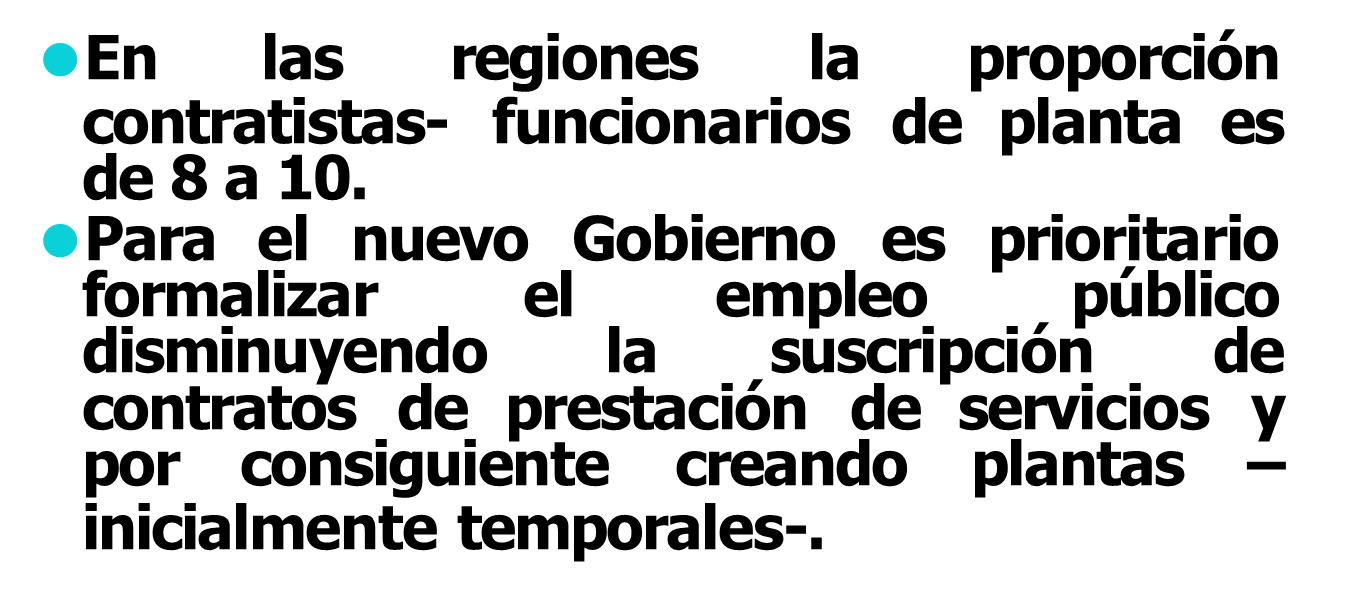 ●En las regiones la proporción
contratistas- funcionarios de planta es
de 8 a 10.
●Para el nuevo Gobierno es prioritario
formalizar el empleo público
disminuyendo la suscripción de
contratos de prestación de servicios y
por consiguiente creando plantas –
inicialmente temporales-.